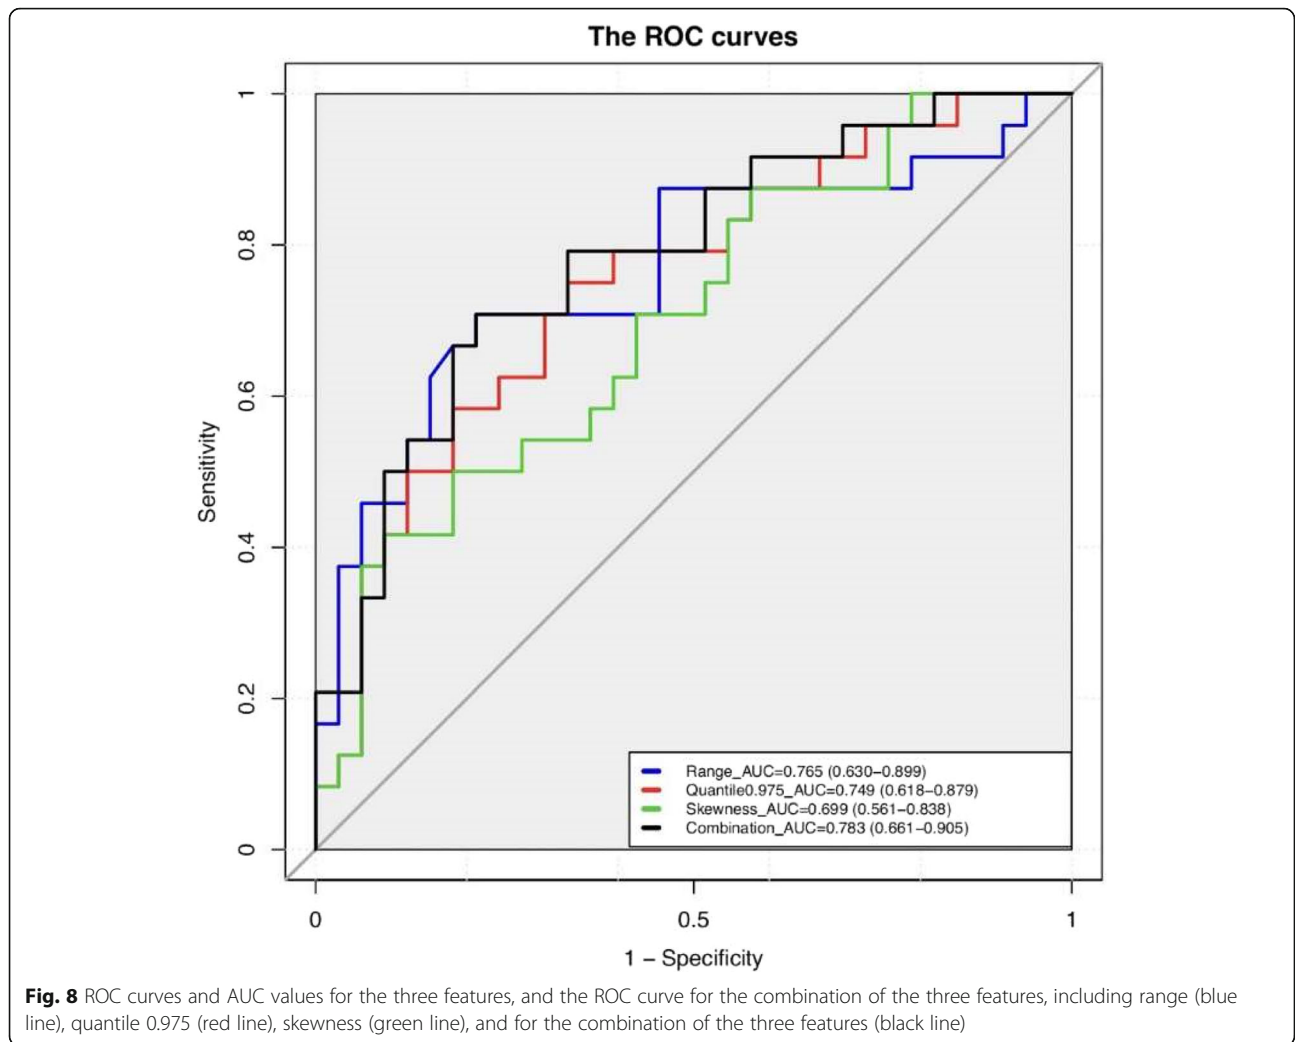 The ROC curves
1
0.8
0.6
0.4
0.2
0
Sensitivity
Range_AUC=0.765 (0.630–0.899)
Quantile0.975_AUC=0.749 (0.618–0.879)
Skewness_AUC=0.699 (0.561–0.838)
Combination_AUC=0.783 (0.661–0.905)
0 0.5 1
1 – Specificity
Fig. 8 ROC curves and AUC values for the three features, and the ROC curve for the combination of the three features, including range (blue
line), quantile 0.975 (red line), skewness (green line), and for the combination of the three features (black line)